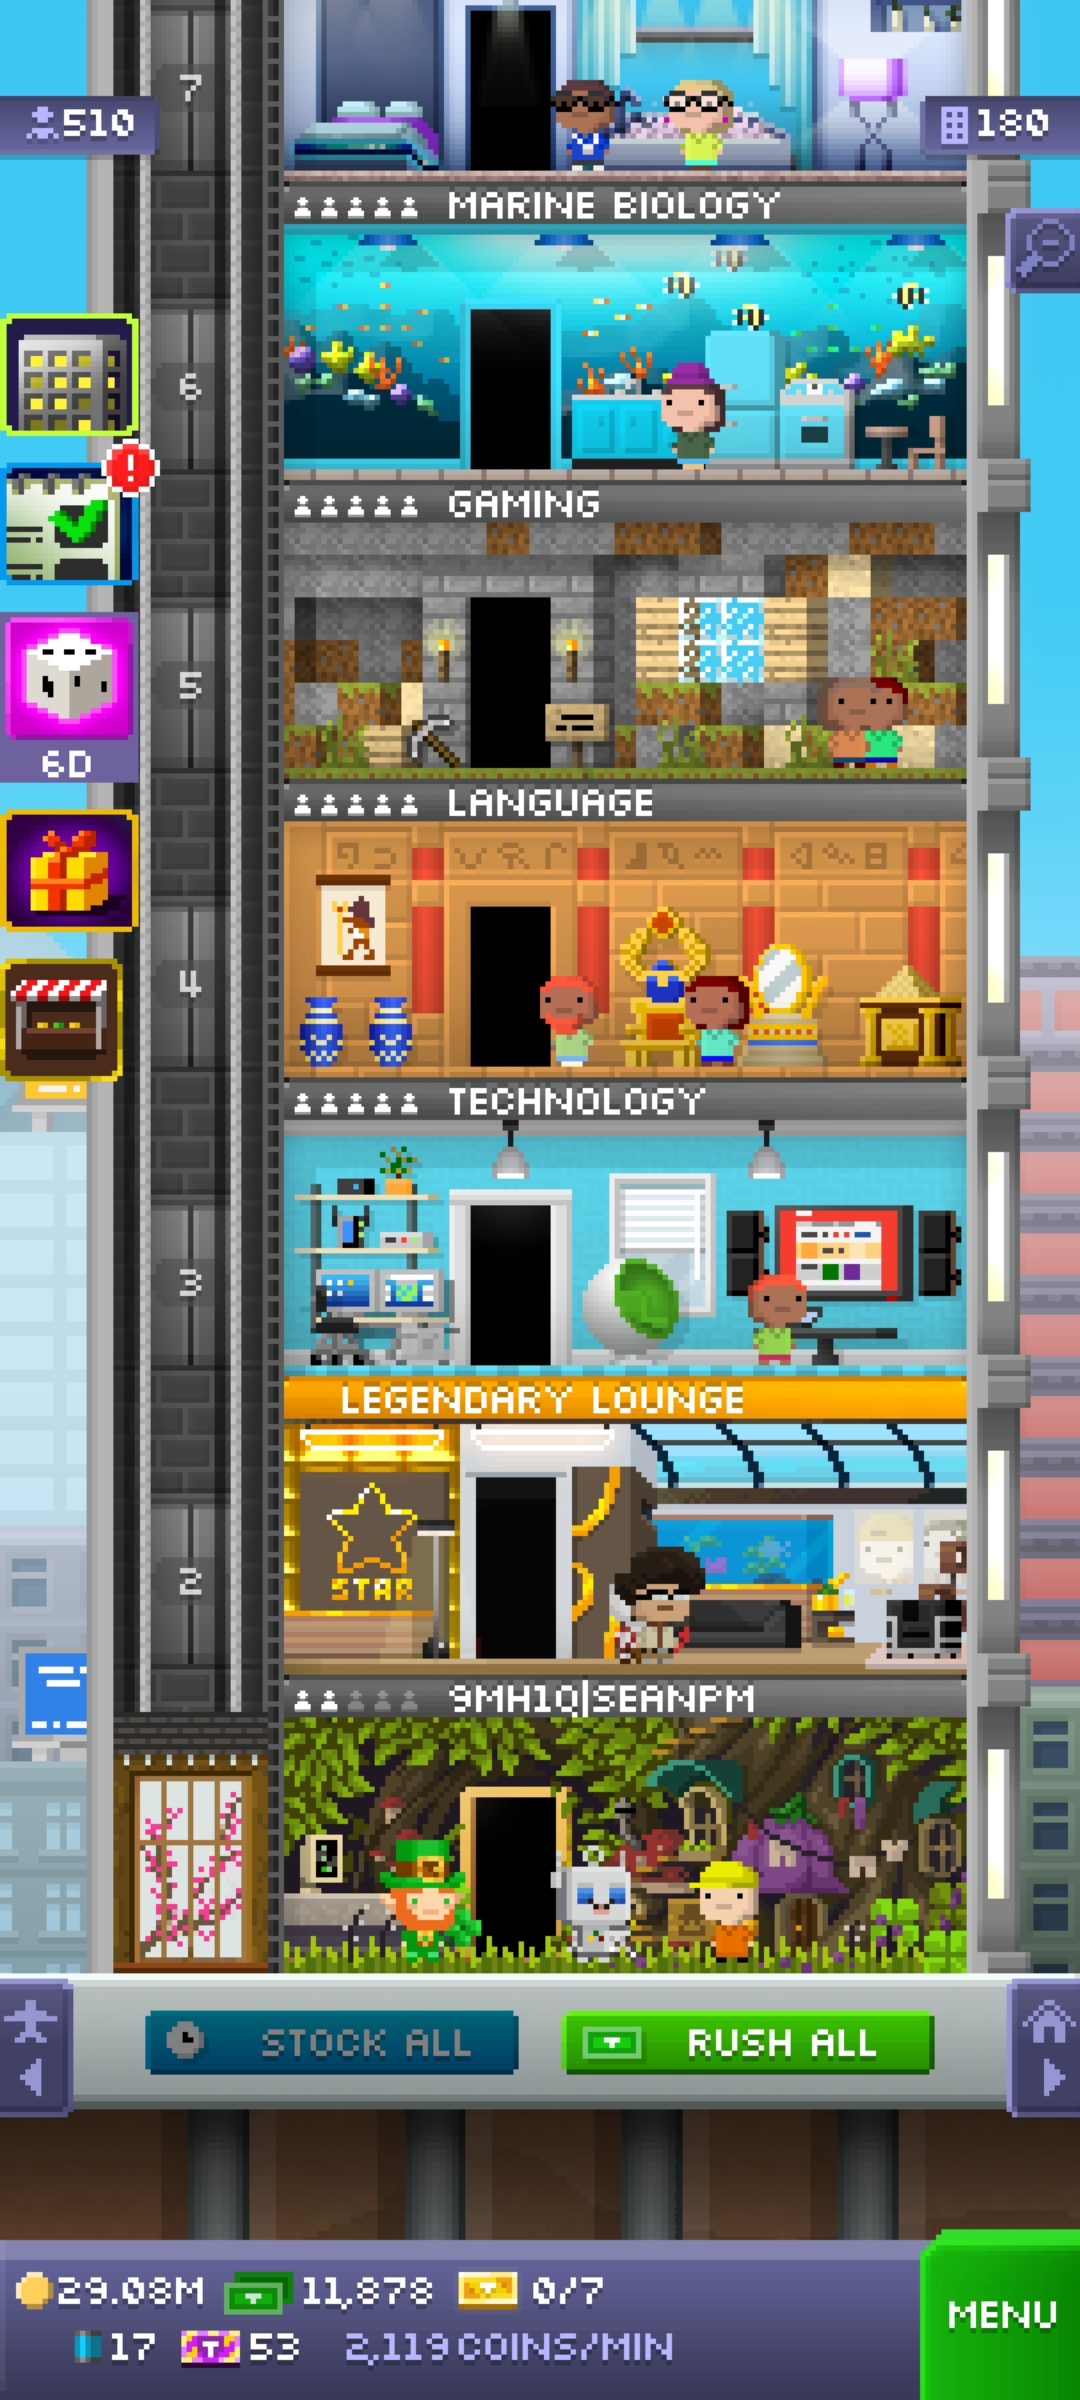 7
510
180
MARINE BIOLOGY
6
GAMING
5
6D
LANGUAGE
4
TECHNOLOGY
3
LEGENDARY LOUNGE
STAR
2
9MH1Q|SEANPM
STOCK ALL
RUSH ALL
29.08M
11,878
0/7
MENU
17
53
2,119 COINS/MIN